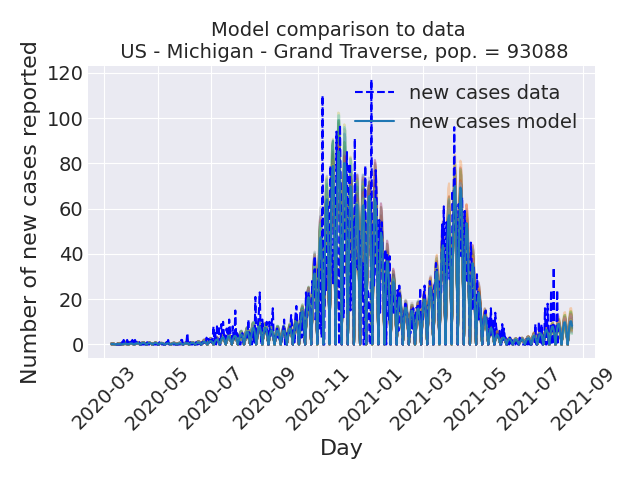 Model comparison to data
US - Michigan - Grand Traverse, pop. = 93088
Number of new cases reported
120
100
80
60
40
20
0
new cases data
new cases model
2020-03
2020-05
2020-07
2020-09
2020-11
2021-01
2021-03
2021-05
2021-07
2021-09
Day